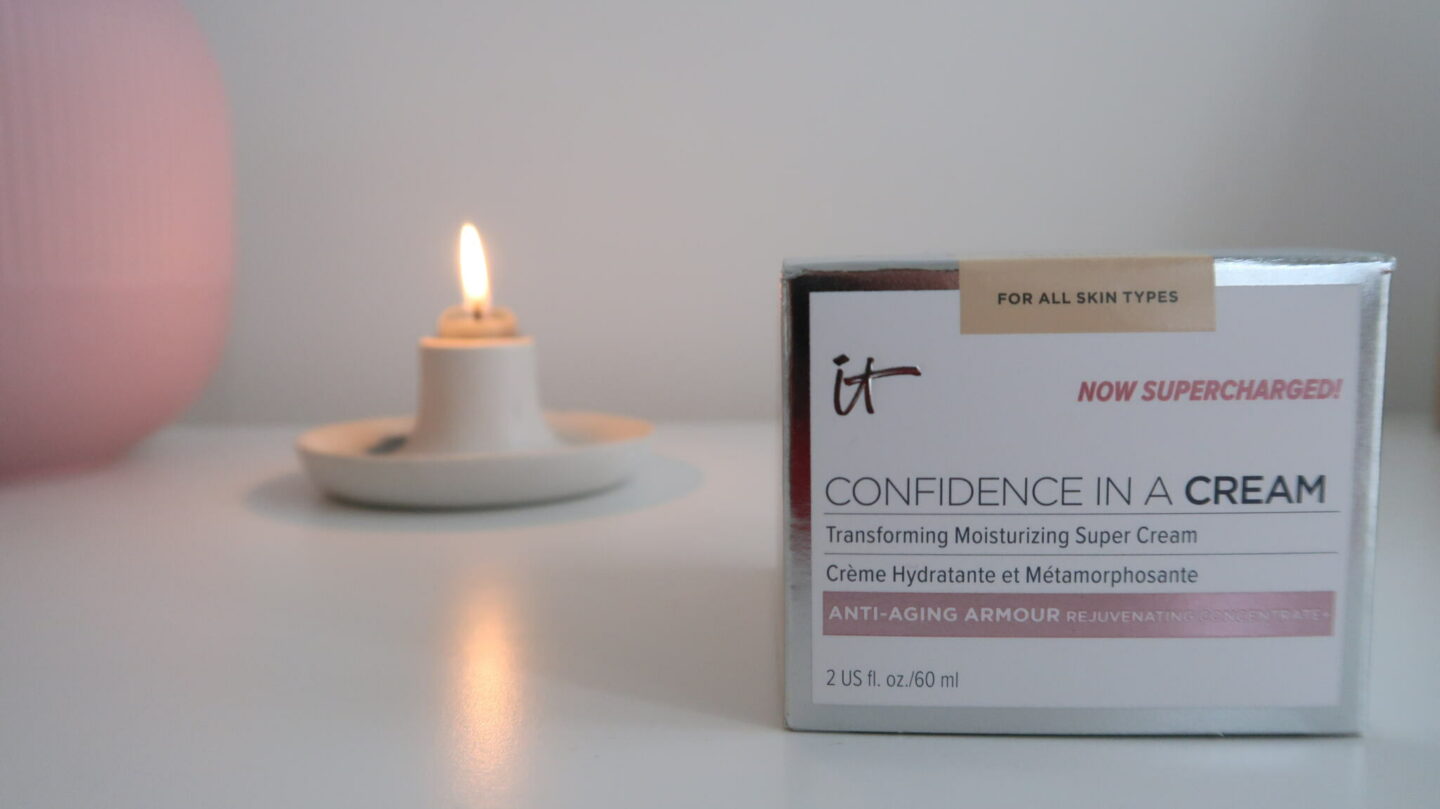 FOR ALL SKIN TYPES
it
NOW SUPERCHARGED!
CONFIDENCE IN A CREAM
Transforming Moisturizing Super Cream
Crème Hydratante et Métamorphosante
ANTI-AGING ARMOUR REJUVENATING CONCENTRATE
2 US fl. oz./60 ml